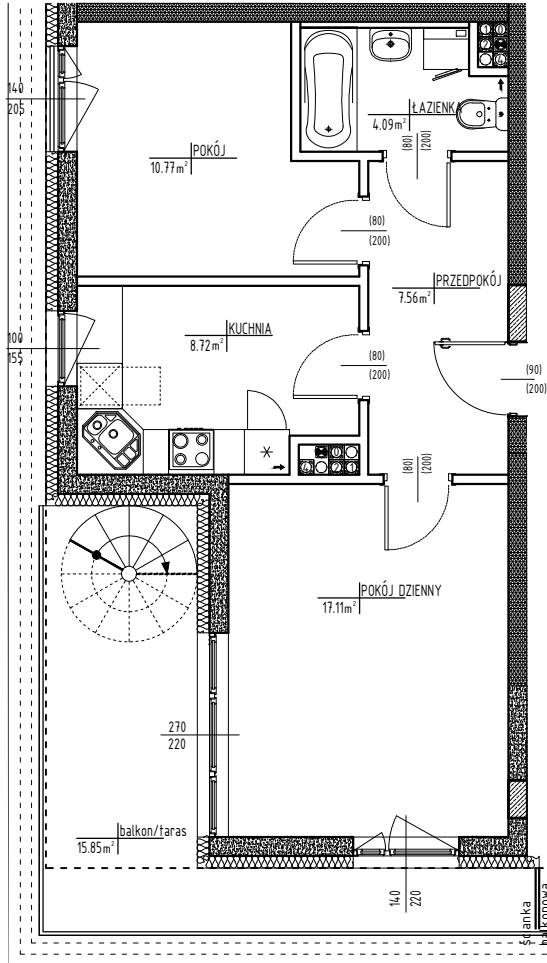 140
205
ŁAZIENKA
4.09m²
(80)
(200)
POKÓJ
10.77m²
(80)
(200)
PRZEDPOKÓJ
7.56m²
100
155
KUCHNIA
8.72m²
(80)
(200)
(90)
(200)
(80)
(200)
POKÓJ DZIENNY
17.11m²
270
220
balkon/taras
15.85m²
140
220
ścianka
balkonowa